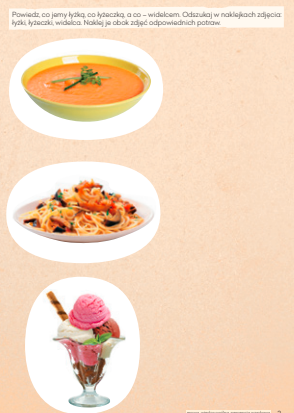 Powiedz, co jemy łyżką, co łyżeczką, a co – widelcem. Odszukaj w naklejkach zdjęcia:
łyżki, łyżeczki, widelca. Naklej je obok zdjęć odpowiednich potraw.